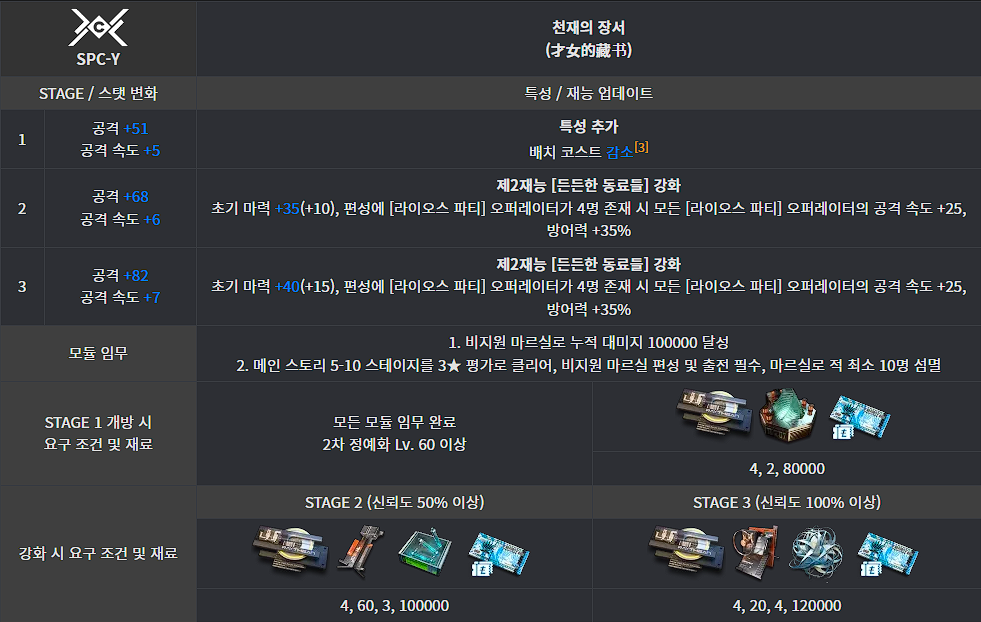 SPC-Y
천재의 장서
(才女的藏书)
STAGE / 스탯 변화
특성 / 재능 업데이트
1
공격 +51
공격 속도 +5
특성 추가
배치 코스트 감소[3]
2
공격 +68
공격 속도 +6
제2재능 [든든한 동료들] 강화
초기 마력 +35(+10), 편성에 [라이오스 파티] 오퍼레이터가 4명 존재 시 모든 [라이오스 파티] 오퍼레이터의 공격 속도 +25,
방어력 +35%
3
공격 +82
공격 속도 +7
제2재능 [든든한 동료들] 강화
초기 마력 +40(+15), 편성에 [라이오스 파티] 오퍼레이터가 4명 존재 시 모든 [라이오스 파티] 오퍼레이터의 공격 속도 +25,
방어력 +35%
모듈 임무
1. 비지원 마르실로 누적 대미지 100000 달성
2. 메인 스토리 5-10 스테이지를 3★ 평가로 클리어, 비지원 마르실 편성 및 출전 필수, 마르실로 적 최소 10명 섬멸
STAGE 1 개방 시
요구 조건 및 재료
모든 모듈 임무 완료
2차 정예화 Lv. 60 이상
4, 2, 80000
강화 시 요구 조건 및 재료
STAGE 2 (신뢰도 50% 이상)
STAGE 3 (신뢰도 100% 이상)
4, 60, 3, 100000
4, 20, 4, 120000